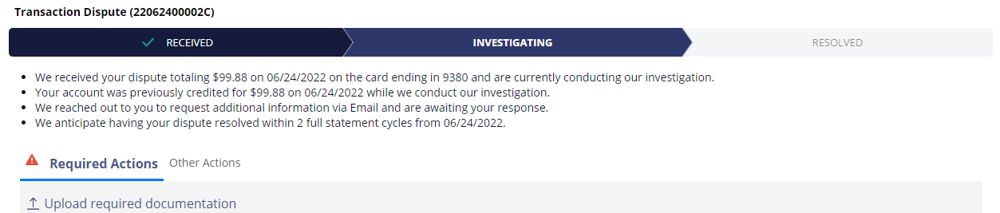 Transaction Dispute (22062400002C)
RECEIVED INVESTIGATING RESOLVED
• We received your dispute totaling $99.88 on 06/24/2022 on the card ending in 9380 and are currently conducting our investigation.
• Your account was previously credited for $99.88 on 06/24/2022 while we conduct our investigation.
• We reached out to you to request additional information via Email and are awaiting your response.
• We anticipate having your dispute resolved within 2 full statement cycles from 06/24/2022.
Required Actions Other Actions
Upload required documentation